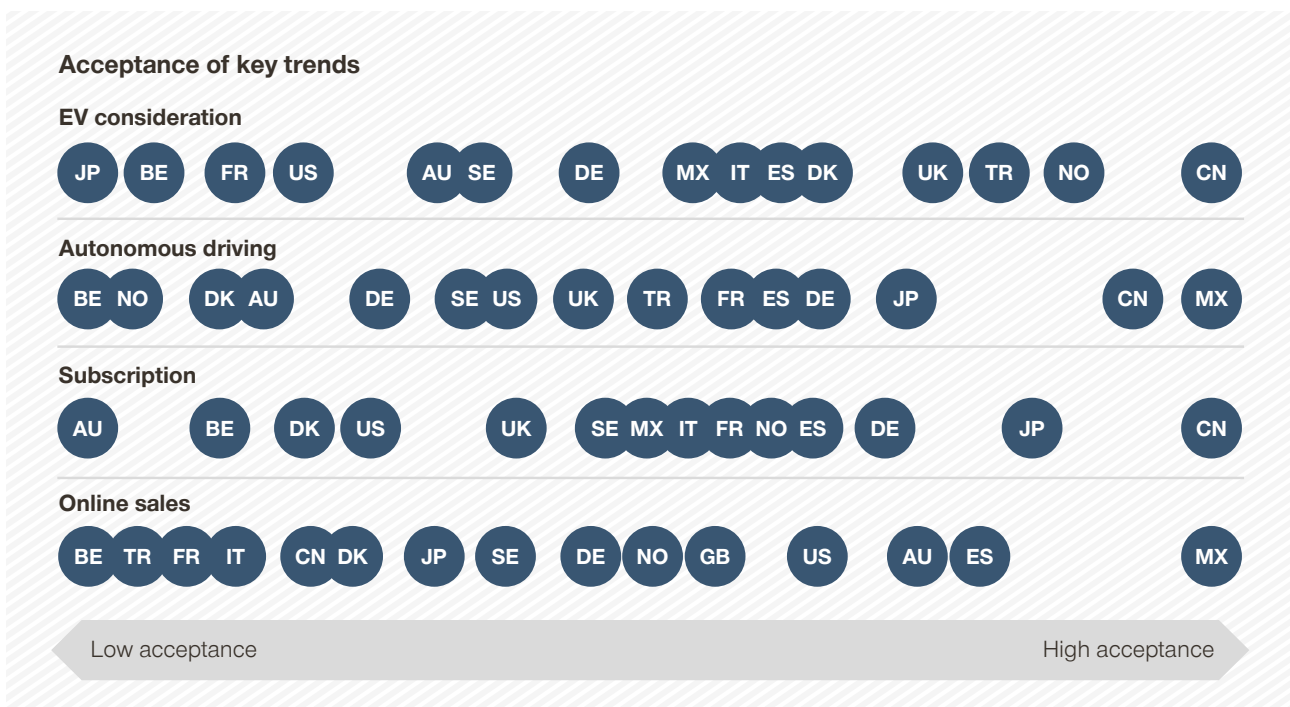 Acceptance of key trends
EV consideration
JP BE FR US AU SE DE MX IT ES DK UK TR NO CN
Autonomous driving
BE NO DK AU DE SE US UK TR FR ES DE JP CN MX
Subscription
AU BE DK US UK SE MX IT FR NO ES DE JP CN
Online sales
BE TR FR IT CN DK JP SE DE NO GB US AU ES MX
Low acceptance High acceptance